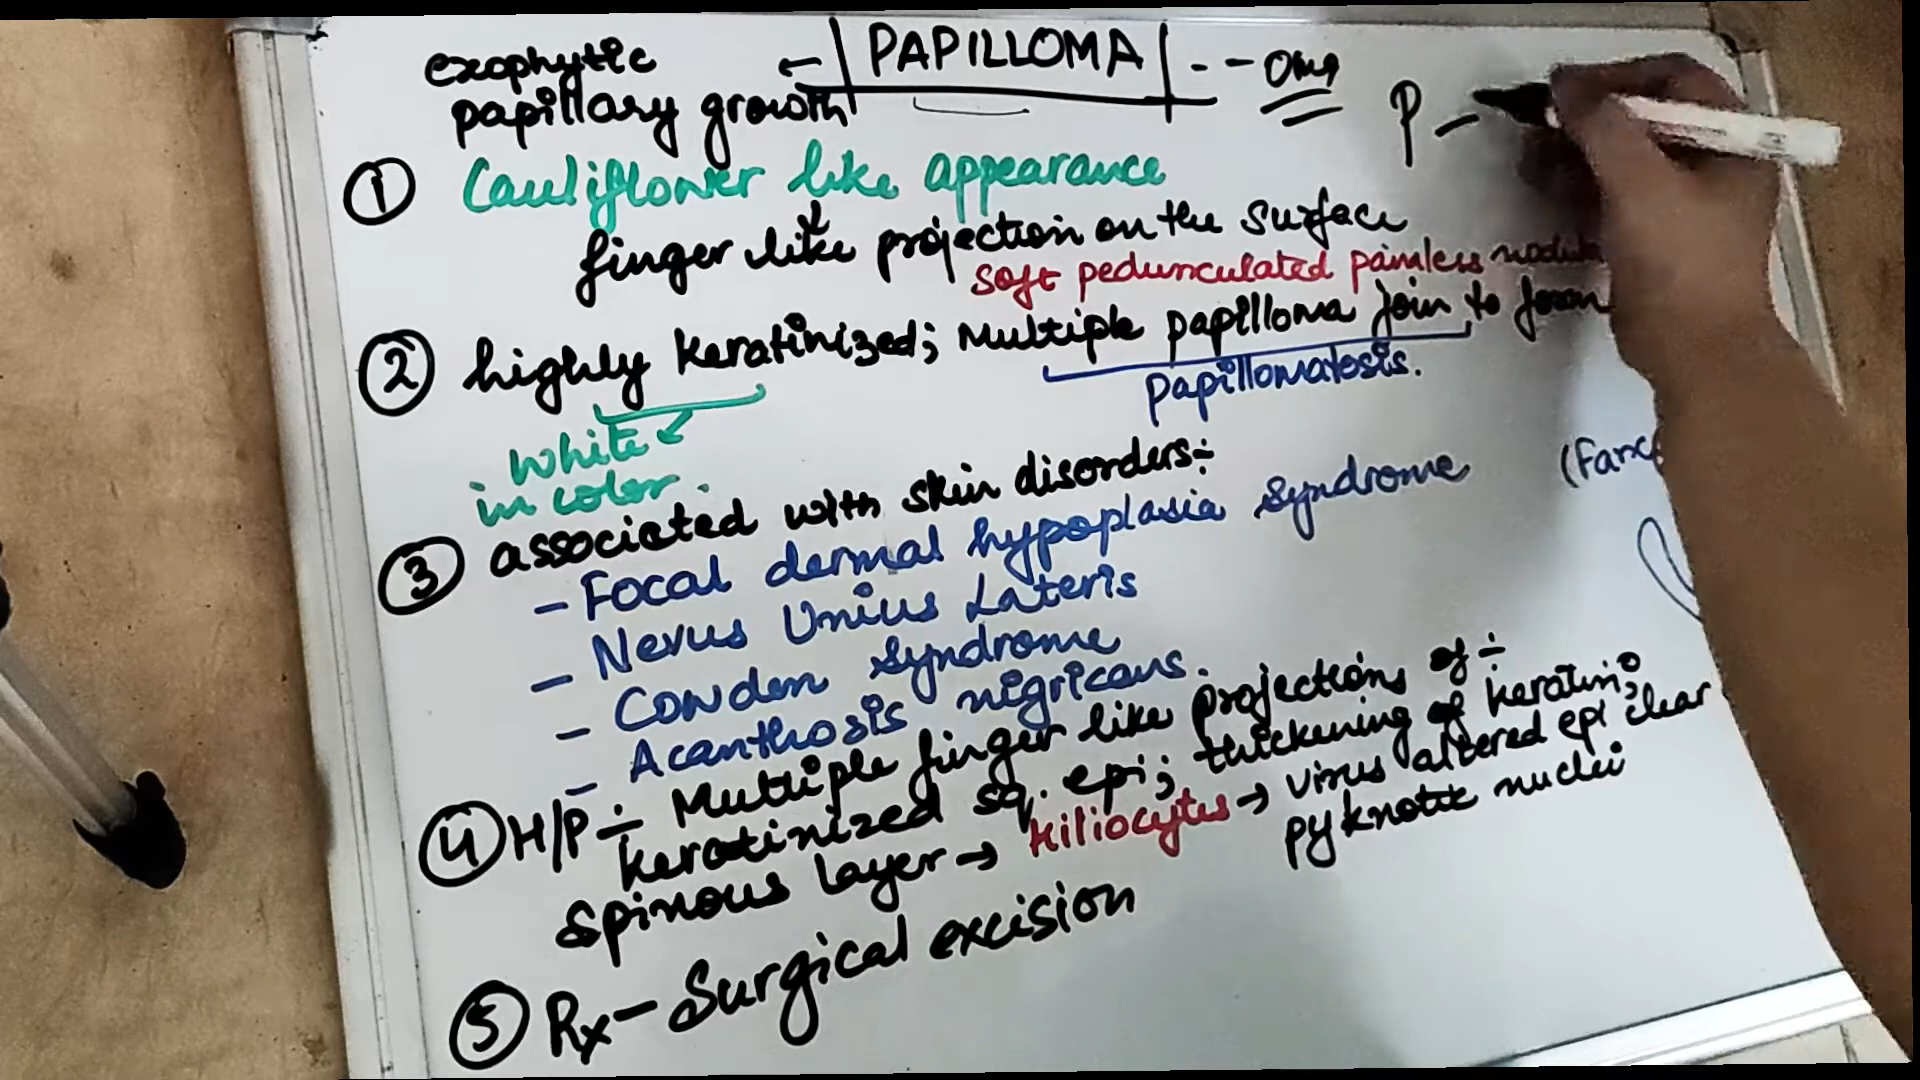 exophytic ← | PAPILLOMA | - - Oma
papillary growth
P -
① Cauliflower like appearance
finger like projection on the surface
soft pedunculated painless nodule
② highly keratinized; Multiple papilloma join to form
papillomatosis.
White
in color.
③ associated with skin disorders:-
- Focal dermal hypoplasia syndrome
- Nevus Unius Lateris
- Cowden syndrome
- Acanthosis nigricans.
④ H/P ÷ Multiple finger like projections of ÷
keratinized sq. epi; thickening of keratin;
spinous layer → kiliocytes → virus altered epi clear
pyknotic nuclei
⑤ Rx - Surgical excision